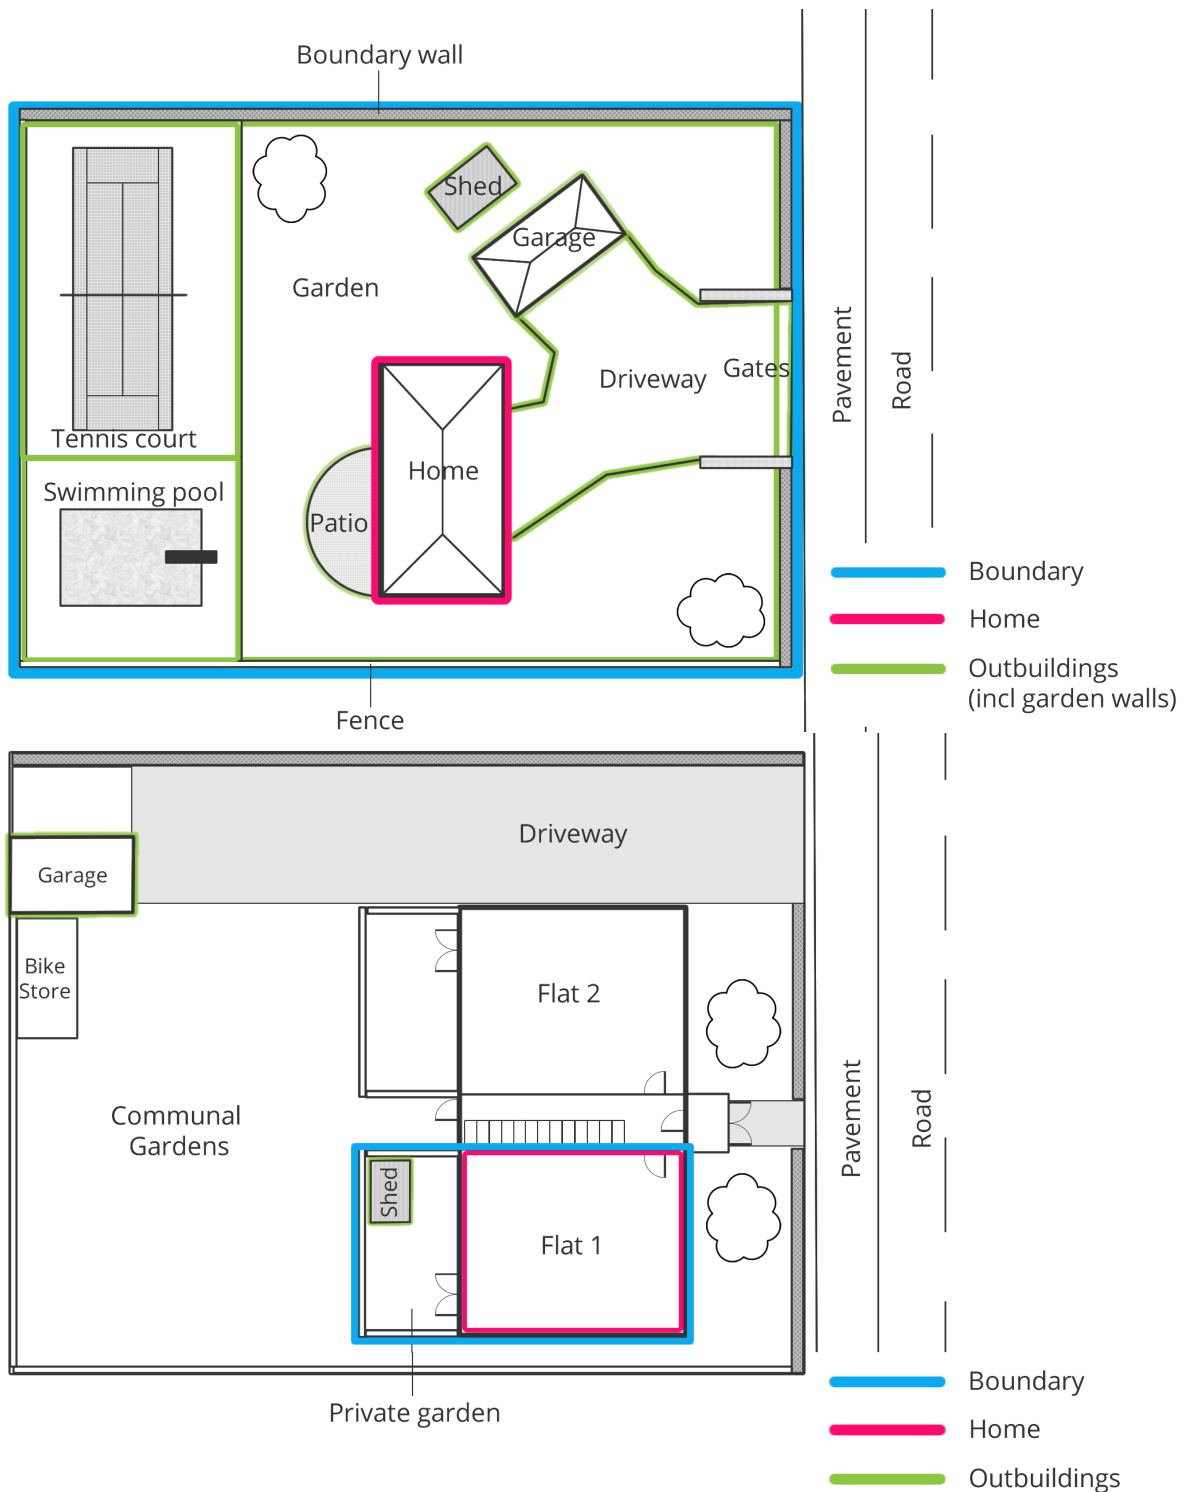 Boundary wall
Shed
Garage
Garden
Pavement
Road
Gates
Driveway
Tennis court
Home
Swimming pool
Patio
Boundary
Home
Outbuildings
(incl garden walls)
Fence
Driveway
Garage
Bike
Store
Flat 2
Communal
Gardens
Pavement
Road
Shed
Flat 1
Private garden
Boundary
Home
Outbuildings